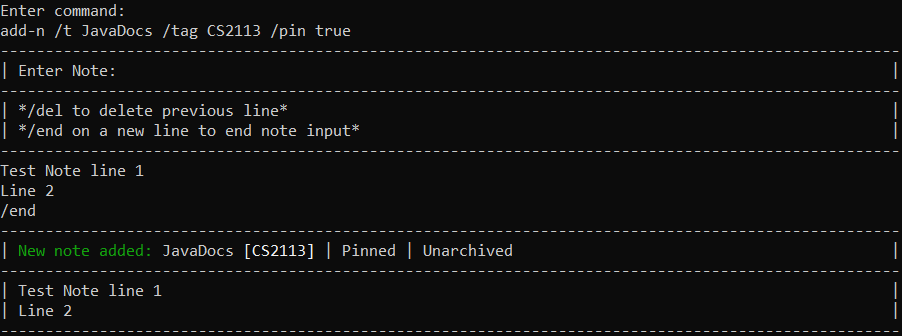 Enter command:
add-n /t JavaDocs /tag CS2113 /pin true
----------------------------------------------------------------------------------------------------
| Enter Note: |
----------------------------------------------------------------------------------------------------
| */del to delete previous line* |
| */end on a new line to end note input* |
----------------------------------------------------------------------------------------------------
Test Note line 1
Line 2
/end
----------------------------------------------------------------------------------------------------
| New note added: JavaDocs [CS2113] | Pinned | Unarchived |
----------------------------------------------------------------------------------------------------
| Test Note line 1 |
| Line 2 |
----------------------------------------------------------------------------------------------------